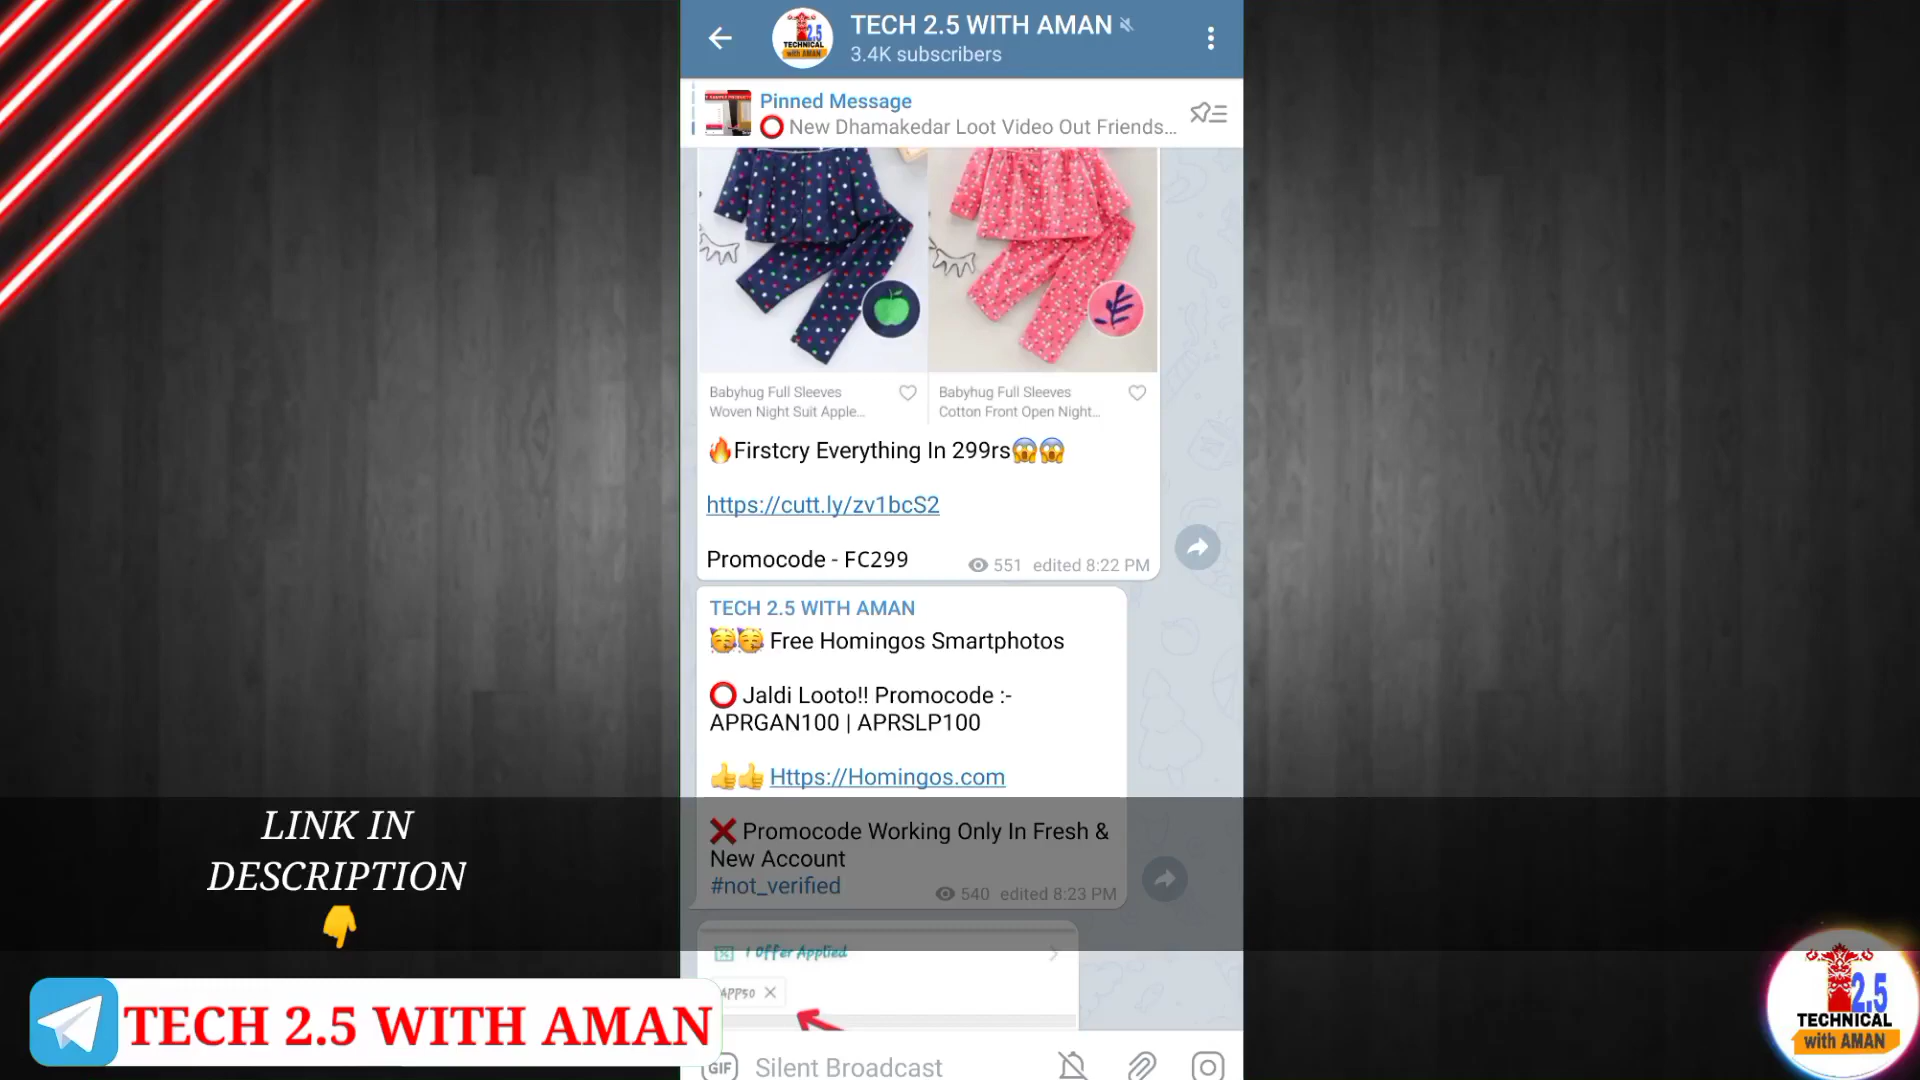 TECH 2.5 WITH AMAN
3.4K subscribers
Pinned Message
New Dhamakedar Loot Video Out Friends...
Babyhug Full Sleeves
Woven Night Suit Apple...
Babyhug Full Sleeves
Cotton Front Open Night...
🔥Firstcry Everything In 299rs😱😱
https://cutt.ly/zv1bcS2
Promocode - FC299
551 edited 8:22 PM
TECH 2.5 WITH AMAN
🥳🥳 Free Homingos Smartphotos
⭕ Jaldi Looto!! Promocode :-
APRGAN100 | APRSLP100
👍👍 Https://Homingos.com
❌ Promocode Working Only In Fresh &
New Account
#not_verified
540 edited 8:23 PM
1 Offer Applied
APP50
GIF
Silent Broadcast
LINK IN
DESCRIPTION
👇
TECH 2.5 WITH AMAN
2.5
TECHNICAL
with AMAN